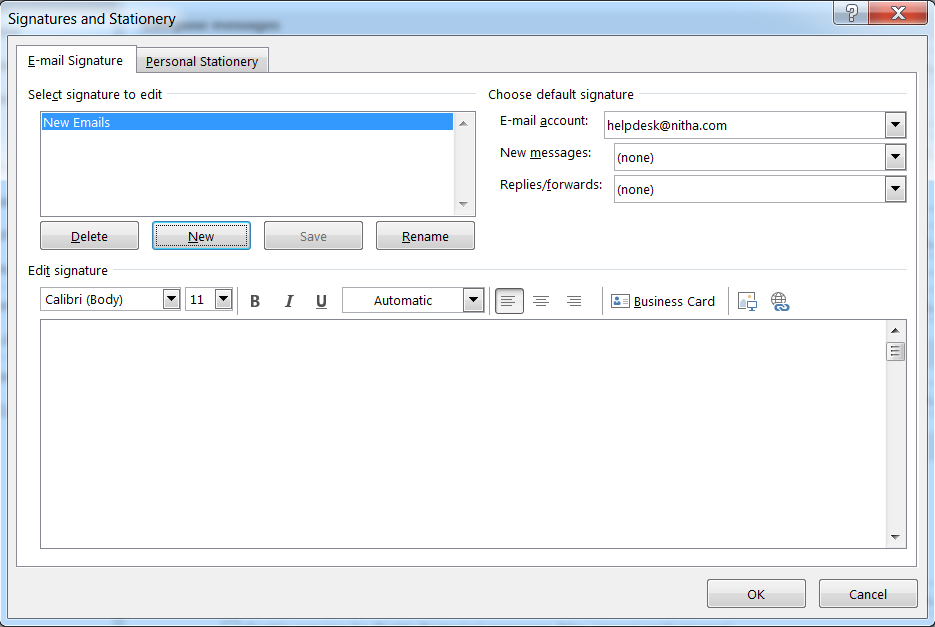 Signatures and Stationery
E-mail Signature
Personal Stationery
Select signature to edit
New Emails
Delete
New
Save
Rename
Choose default signature
E-mail account:
helpdesk@nitha.com
New messages:
(none)
Replies/forwards:
(none)
Edit signature
Calibri (Body)
11
B
I
U
Automatic
Business Card
OK
Cancel